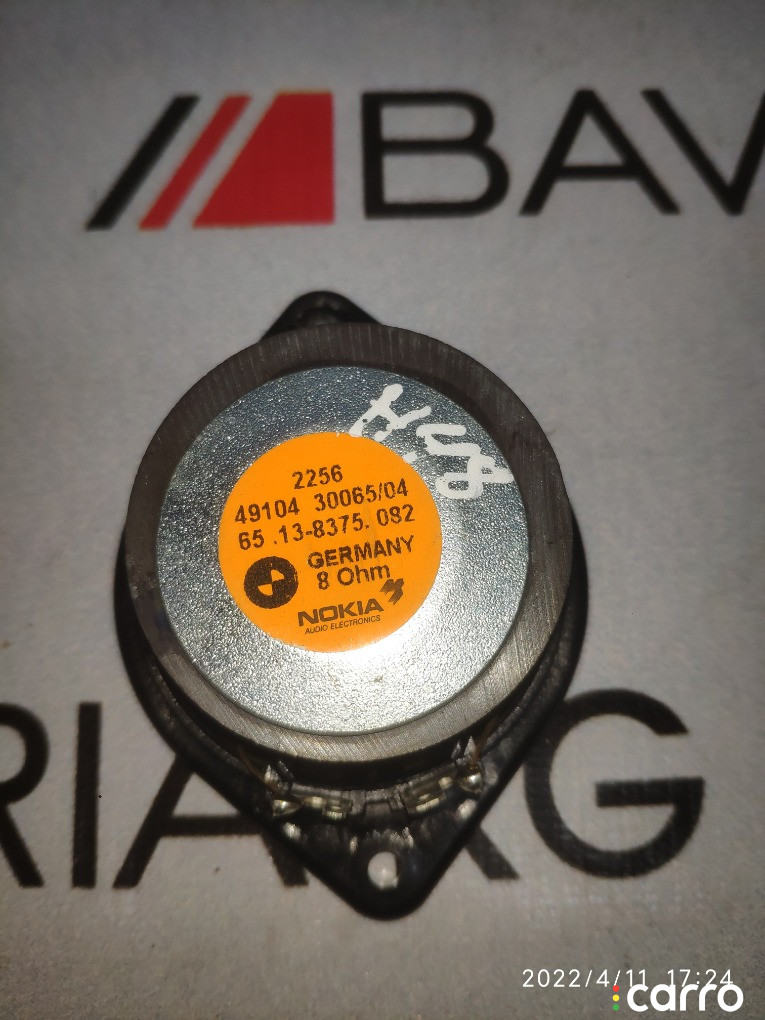 BAV
2256
49104 30065/04
65 .13-8375. 082
GERMANY
8 Ohm
NOKIA
AUDIO ELECTRONICS
RIA RG
2022/4/11 17:24
carro